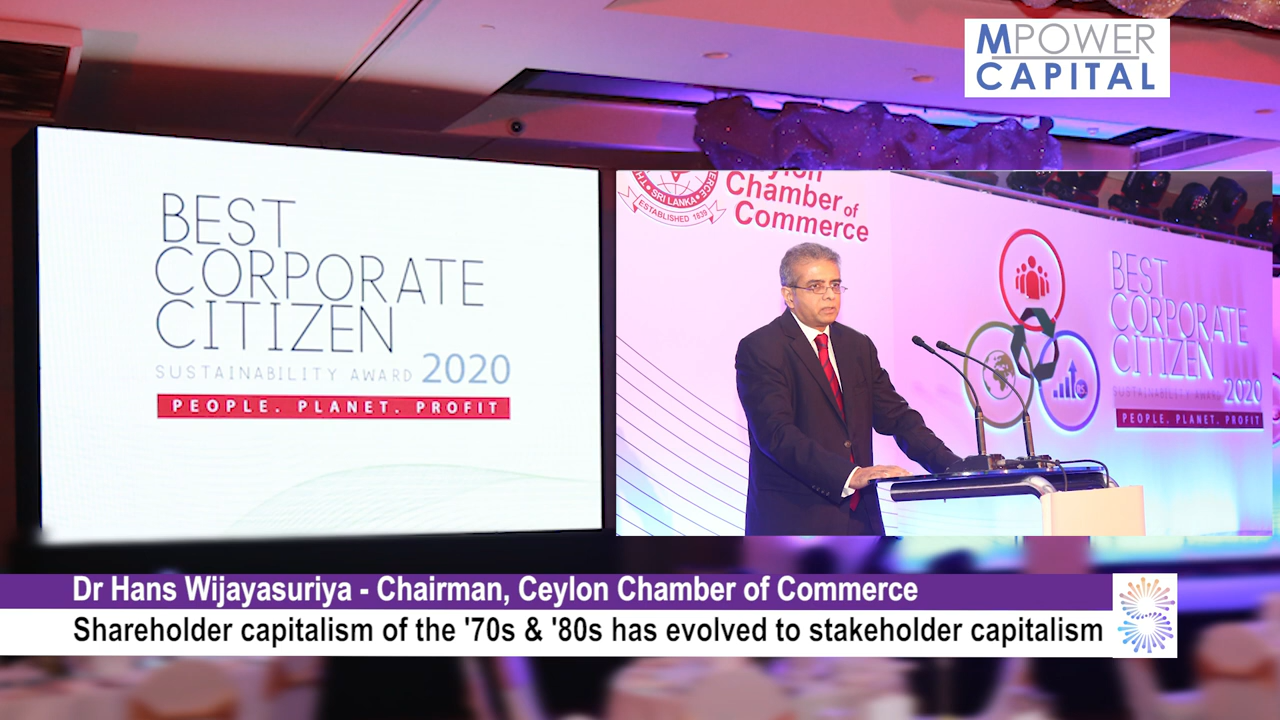 MPOWER
CAPITAL
BEST
CORPORATE
CITIZEN
SUSTAINABILITY AWARD 2020
PEOPLE. PLANET. PROFIT
SRI LANKA
ESTABLISHED 1839
Chamber of
Commerce
BEST
CORPORATE
CITIZEN
SUSTAINABILITY AWARD 2020
PEOPLE. PLANET. PROFIT
Dr Hans Wijayasuriya - Chairman, Ceylon Chamber of Commerce
Shareholder capitalism of the '70s & '80s has evolved to stakeholder capitalism